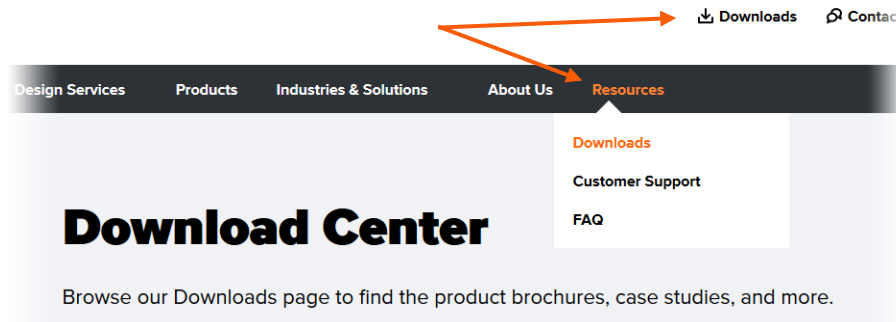 Downloads Contac
Design Services Products Industries & Solutions About Us Resources
Downloads
Customer Support
FAQ
Download Center
Browse our Downloads page to find the product brochures, case studies, and more.